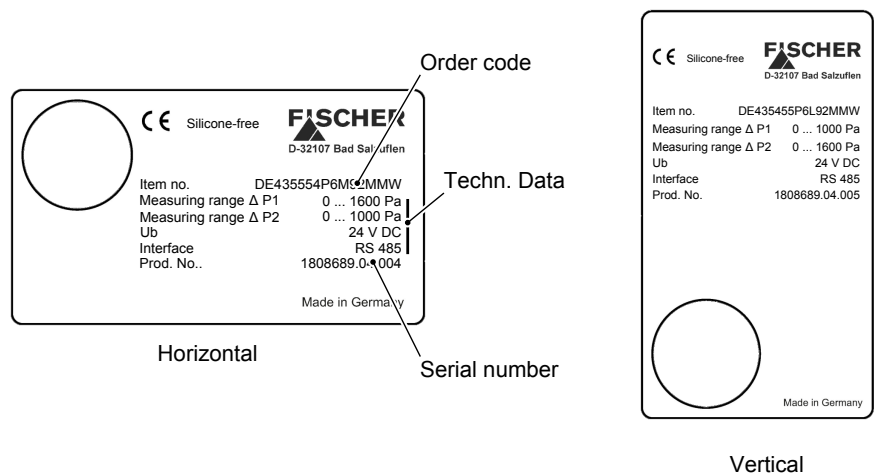 Order code
Techn. Data
Serial number
Silicone-free
FISCHER
D-32107 Bad Salzuflen
Item no. DE435554P6M92MMW
Measuring range Δ P1 0 ... 1600 Pa
Measuring range Δ P2 0 ... 1000 Pa
Ub 24 V DC
Interface RS 485
Prod. No.. 1808689.04.004
Made in Germany
Horizontal
CE Silicone-free
FISCHER
D-32107 Bad Salzuflen
Item no. DE435455P6L92MMW
Measuring range Δ P1 0 ... 1000 Pa
Measuring range Δ P2 0 ... 1600 Pa
Ub 24 V DC
Interface RS 485
Prod. No. 1808689.04.005
Made in Germany
Vertical